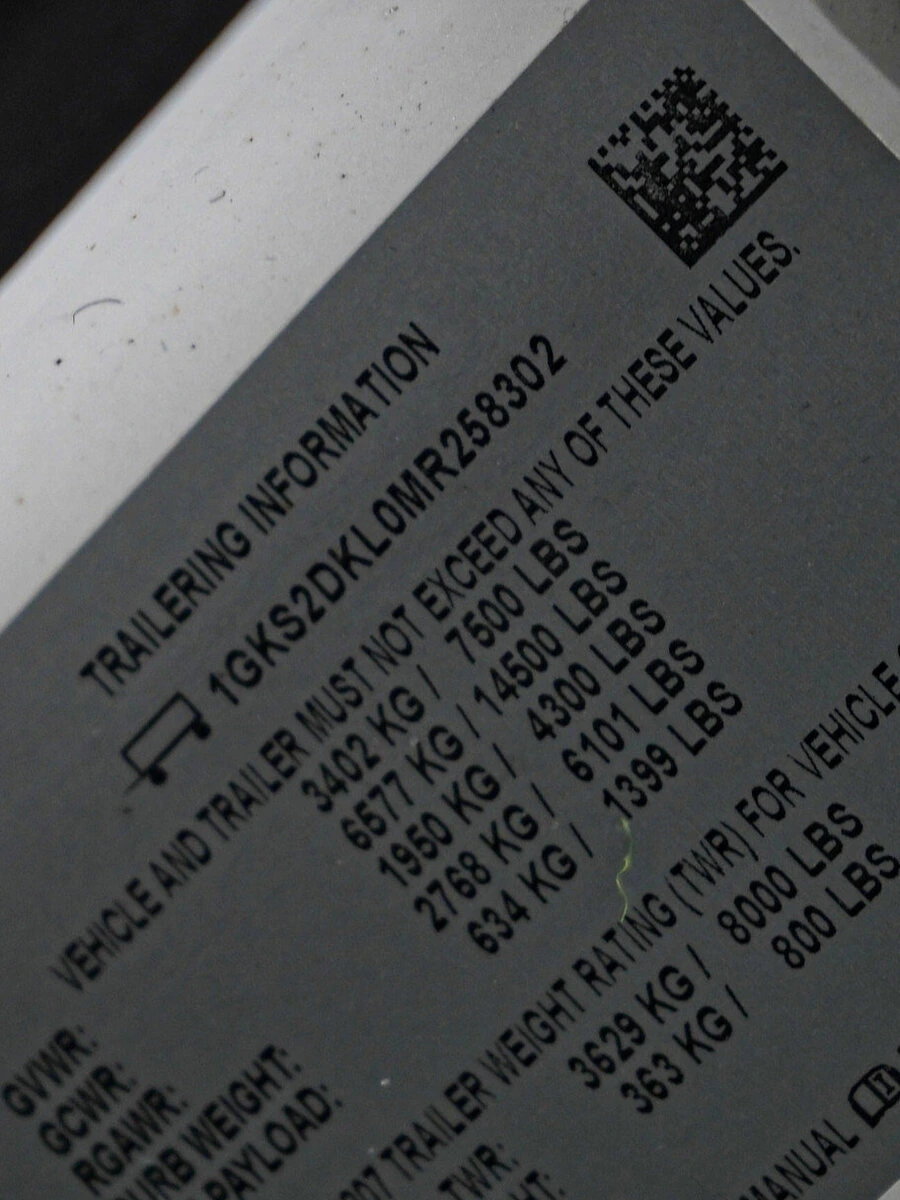 TRAILERING INFORMATION
1GKS2DKL0MR258302
VEHICLE AND TRAILER MUST NOT EXCEED ANY OF THESE VALUES.
GVWR: 3402 KG / 7500 LBS
GCWR: 6577 KG / 14500 LBS
RGAWR: 1950 KG / 4300 LBS
URB WEIGHT: 2768 KG / 6101 LBS
PAYLOAD: 634 KG / 1399 LBS
TRAILER WEIGHT RATING (TWR) FOR VEHICLE
TWR: 3629 KG / 8000 LBS
HT: 363 KG / 800 LBS
MANUAL